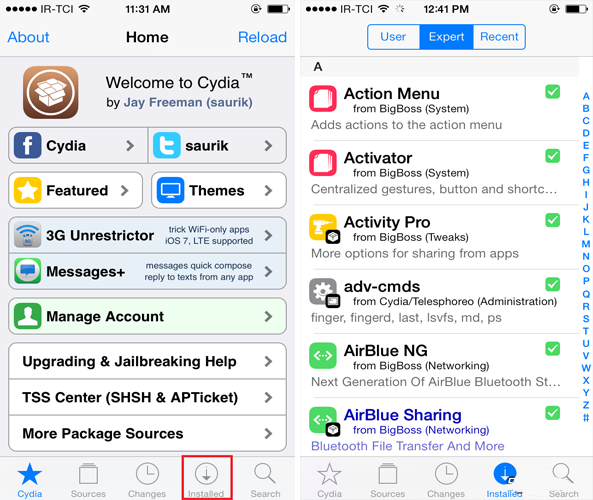 IR-TCI 11:31 AM
About Home Reload
Welcome to Cydia™
by Jay Freeman (saurik)
Cydia
saurik
Featured
Themes
3G Unrestrictor
trick WiFi-only apps
iOS 7, LTE supported
Messages+
messages quick compose
reply to texts from any app
Manage Account
Upgrading & Jailbreaking Help
TSS Center (SHSH & APTicket)
More Package Sources
Cydia Sources Changes Installed Search
IR-TCI 12:41 PM
User Expert Recent
A
Action Menu
from BigBoss (System)
Adds actions to the action menu
Activator
from BigBoss (System)
Centralized gestures, button and shortc…
Activity Pro
from BigBoss (Tweaks)
More options for sharing from apps
adv-cmds
from Cydia/Telesphoreo (Administration)
finger, fingerd, last, lsvfs, md, ps
AirBlue NG
from BigBoss (Networking)
Next Generation Of AirBlue Bluetooth St…
AirBlue Sharing
from BigBoss (Networking)
Bluetooth File Transfer And More
A
B
C
D
E
F
G
H
I
J
K
L
M
N
O
P
Q
R
S
T
U
V
W
X
Y
Z
#
Cydia Sources Changes Installed Search